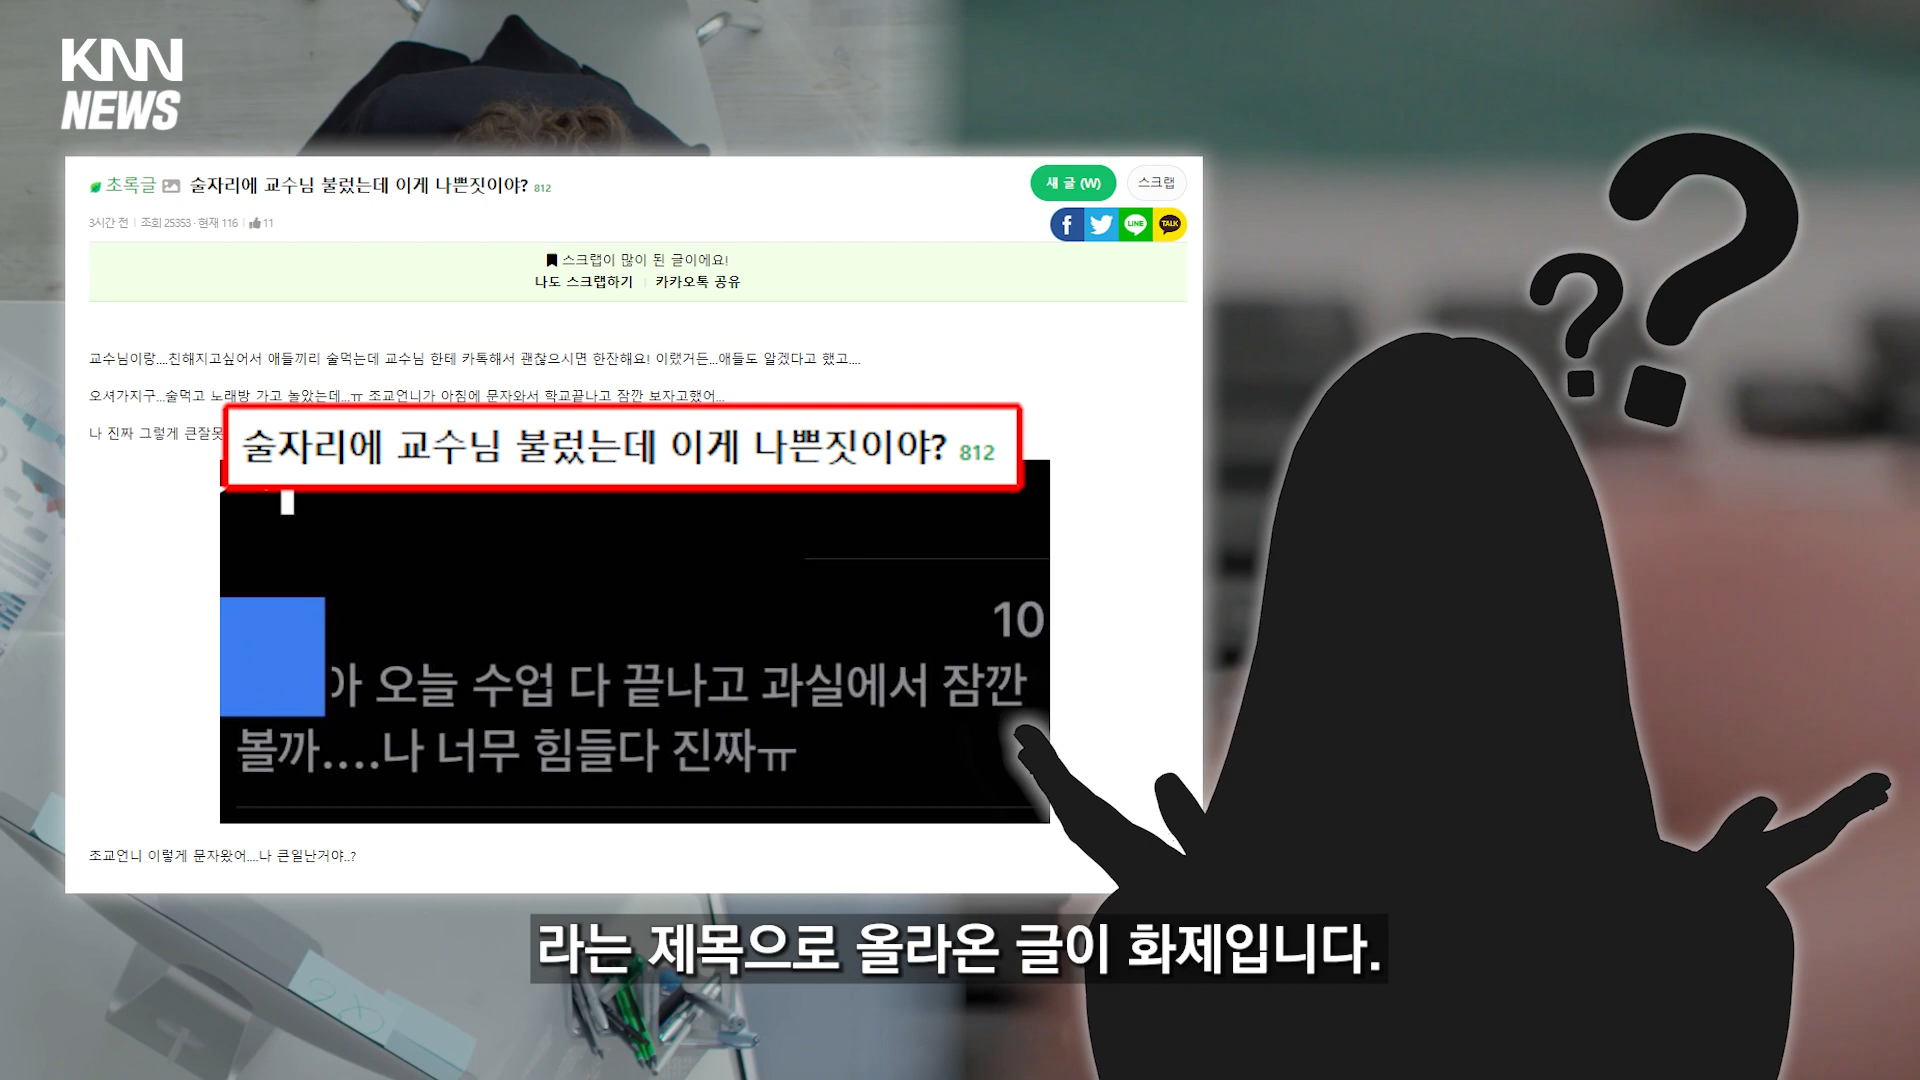 KNN
NEWS
초록글 술자리에 교수님 불렀는데 이게 나쁜짓이야? 812
새 글 (W) 스크랩
3시간 전 | 조회 25353 · 현재 116 | 11
LINE TALK
스크랩이 많이 된 글이에요!
나도 스크랩하기 | 카카오톡 공유
교수님이랑....친해지고싶어서 애들끼리 술먹는데 교수님 한테 카톡해서 괜찮으시면 한잔해요! 이랬거든...애들도 알겠다고 했고....
오셔가지구...술먹고 노래방 가고 놀았는데...ㅠ 조교언니가 아침에 문자와서 학교끝나고 잠깐 보자고했어...
나 진짜 그렇게 큰잘못
술자리에 교수님 불렀는데 이게 나쁜짓이야? 812
10
아 오늘 수업 다 끝나고 과실에서 잠깐
볼까....나 너무 힘들다 진짜ㅠ
조교언니 이렇게 문자왔어....나 큰일난거야..?
라는 제목으로 올라온 글이 화제입니다.